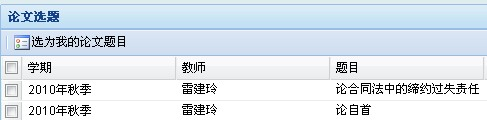 论文选题
选为我的论文题目
学期 教师 题目
2010年秋季 雷建玲 论合同法中的缔约过失责任
2010年秋季 雷建玲 论自首